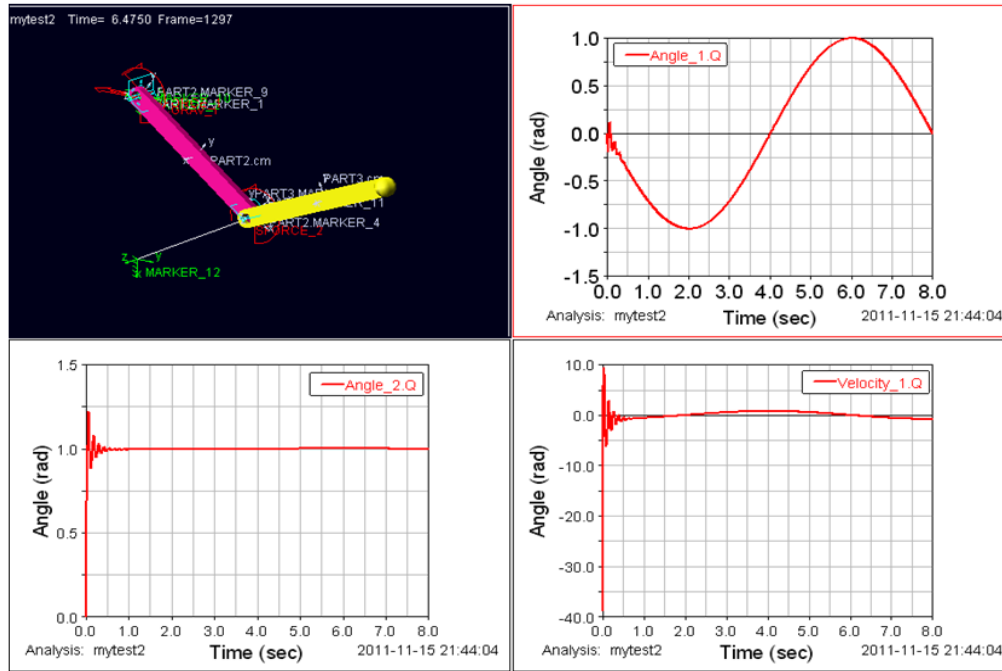 mytest2 Time= 6.4750 Frame=1297
PART2.MARKER_9
MARKER_1
y
PART2.cm
PART3.cm
PART2.MARKER_4
SFORCE_2
z y
MARKER_12
Angle_1.Q
1.0
0.5
0.0
-0.5
-1.0
-1.5
Angle (rad)
0.0 1.0 2.0 3.0 4.0 5.0 6.0 7.0 8.0
Analysis: mytest2 Time (sec) 2011-11-15 21:44:04
Angle_2.Q
1.5
1.0
0.5
0.0
Angle (rad)
0.0 1.0 2.0 3.0 4.0 5.0 6.0 7.0 8.0
Analysis: mytest2 Time (sec) 2011-11-15 21:44:04
Velocity_1.Q
10.0
0.0
-10.0
-20.0
-30.0
-40.0
Angle (rad)
0.0 1.0 2.0 3.0 4.0 5.0 6.0 7.0 8.0
Analysis: mytest2 Time (sec) 2011-11-15 21:44:04